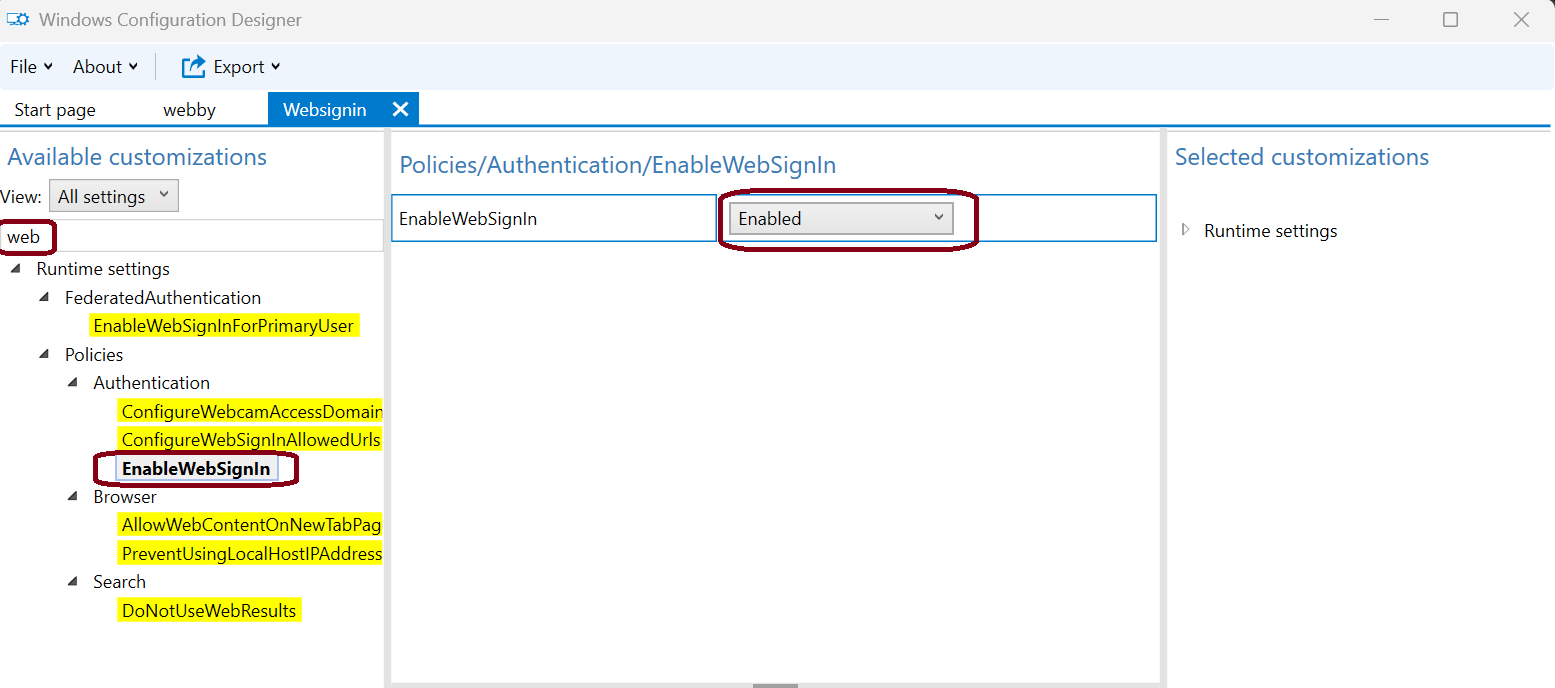 Windows Configuration Designer
File About Export
Start page webby Websignin
Available customizations
View: All settings
web
Runtime settings
FederatedAuthentication
EnableWebSignInForPrimaryUser
Policies
Authentication
ConfigureWebcamAccessDomain
ConfigureWebSignInAllowedUrls
EnableWebSignIn
Browser
AllowWebContentOnNewTabPag
PreventUsingLocalHostIPAddress
Search
DoNotUseWebResults
Policies/Authentication/EnableWebSignIn
EnableWebSignIn Enabled
Selected customizations
Runtime settings